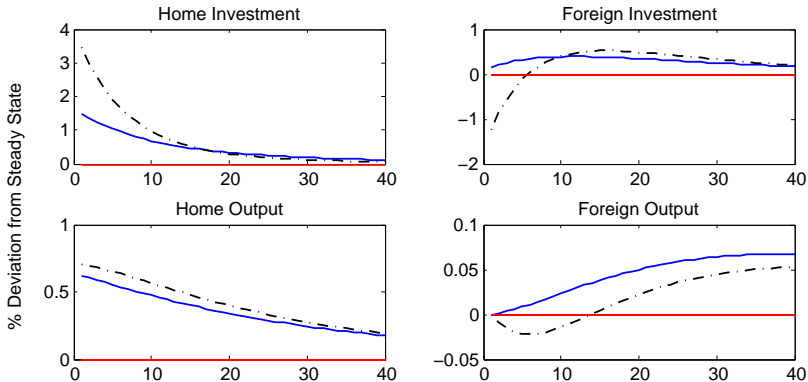 % Deviation from Steady State
Home Investment
4
3
2
1
0
0 10 20 30 40
Foreign Investment
1
0
−1
−2
0 10 20 30 40
Home Output
1
0.5
0
0 10 20 30 40
Foreign Output
0.1
0.05
0
−0.05
0 10 20 30 40